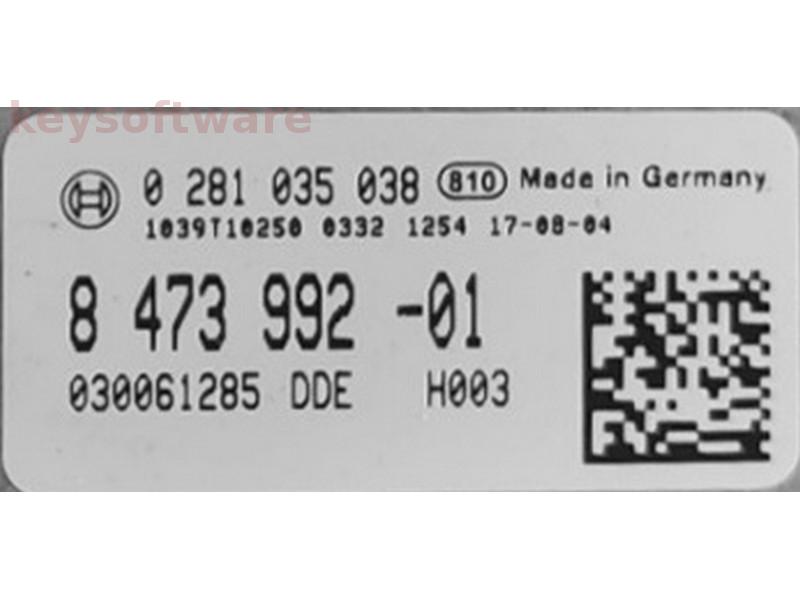 keysoftware
0 281 035 038 810 Made in Germany
1039T10250 0332 1254 17-08-04
8 473 992 -01
030061285 DDE H003